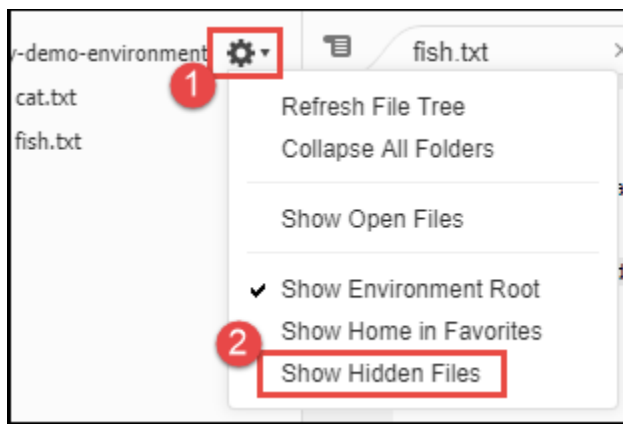 y-demo-environment
1
fish.txt
cat.txt
fish.txt
Refresh File Tree
Collapse All Folders
Show Open Files
Show Environment Root
Show Home in Favorites
2
Show Hidden Files